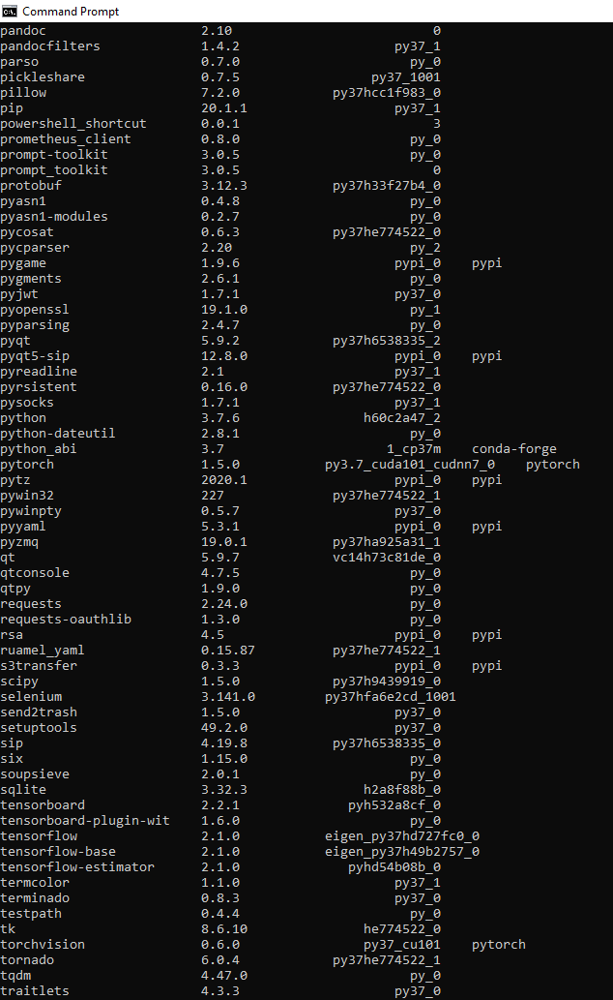 Command Prompt
pandoc 2.10 0
pandocfilters 1.4.2 py37_1
parso 0.7.0 py_0
pickleshare 0.7.5 py37_1001
pillow 7.2.0 py37hcc1f983_0
pip 20.1.1 py37_1
powershell_shortcut 0.0.1 3
prometheus_client 0.8.0 py_0
prompt-toolkit 3.0.5 py_0
prompt_toolkit 3.0.5 0
protobuf 3.12.3 py37h33f27b4_0
pyasn1 0.4.8 py_0
pyasn1-modules 0.2.7 py_0
pycosat 0.6.3 py37he774522_0
pycparser 2.20 py_2
pygame 1.9.6 pypi_0 pypi
pygments 2.6.1 py_0
pyjwt 1.7.1 py37_0
pyopenssl 19.1.0 py_1
pyparsing 2.4.7 py_0
pyqt 5.9.2 py37h6538335_2
pyqt5-sip 12.8.0 pypi_0 pypi
pyreadline 2.1 py37_1
pyrsistent 0.16.0 py37he774522_0
pysocks 1.7.1 py37_1
python 3.7.6 h60c2a47_2
python-dateutil 2.8.1 py_0
python_abi 3.7 1_cp37m conda-forge
pytorch 1.5.0 py3.7_cuda101_cudnn7_0 pytorch
pytz 2020.1 pypi_0 pypi
pywin32 227 py37he774522_1
pywinpty 0.5.7 py37_0
pyyaml 5.3.1 pypi_0 pypi
pyzmq 19.0.1 py37ha925a31_1
qt 5.9.7 vc14h73c81de_0
qtconsole 4.7.5 py_0
qtpy 1.9.0 py_0
requests 2.24.0 py_0
requests-oauthlib 1.3.0 py_0
rsa 4.5 pypi_0 pypi
ruamel_yaml 0.15.87 py37he774522_1
s3transfer 0.3.3 pypi_0 pypi
scipy 1.5.0 py37h9439919_0
selenium 3.141.0 py37hfa6e2cd_1001
send2trash 1.5.0 py37_0
setuptools 49.2.0 py37_0
sip 4.19.8 py37h6538335_0
six 1.15.0 py_0
soupsieve 2.0.1 py_0
sqlite 3.32.3 h2a8f88b_0
tensorboard 2.2.1 pyh532a8cf_0
tensorboard-plugin-wit 1.6.0 py_0
tensorflow 2.1.0 eigen_py37hd727fc0_0
tensorflow-base 2.1.0 eigen_py37h49b2757_0
tensorflow-estimator 2.1.0 pyhd54b08b_0
termcolor 1.1.0 py37_1
terminado 0.8.3 py37_0
testpath 0.4.4 py_0
tk 8.6.10 he774522_0
torchvision 0.6.0 py37_cu101 pytorch
tornado 6.0.4 py37he774522_1
tqdm 4.47.0 py_0
traitlets 4.3.3 py37_0